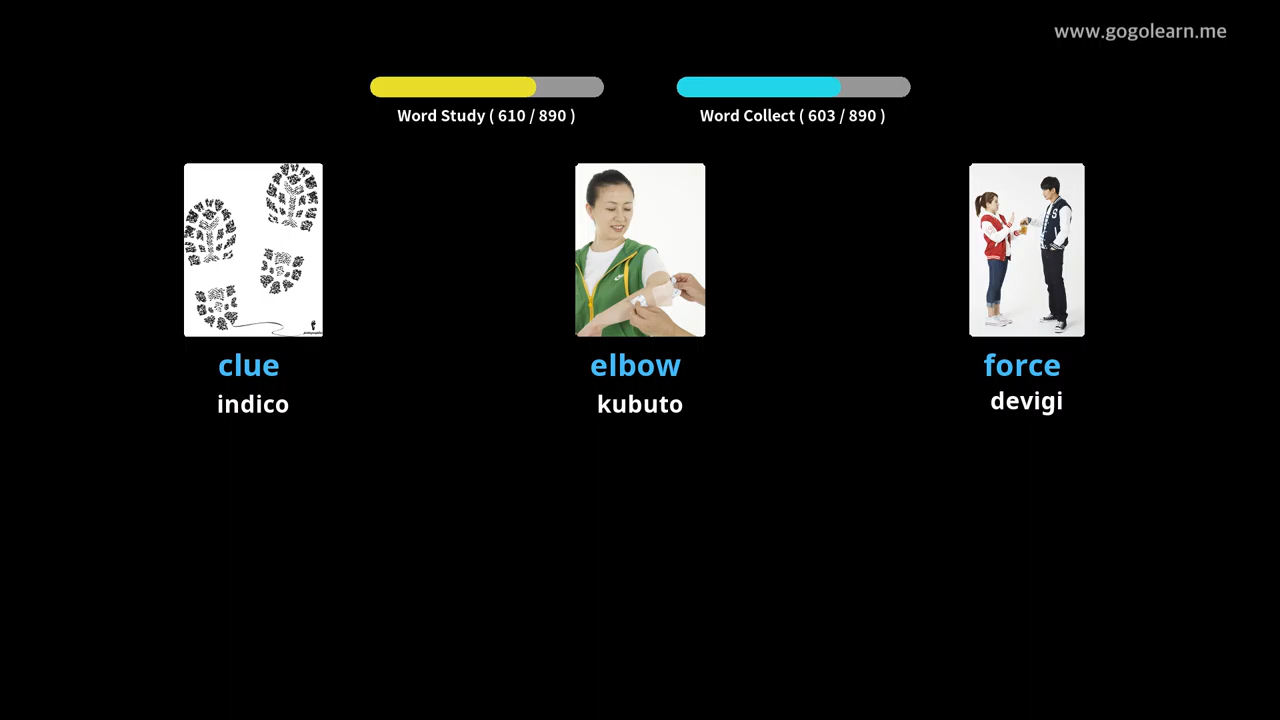 www.gogolearn.me
Word Study ( 610 / 890 )
Word Collect ( 603 / 890 )
clue
elbow
force
indico
kubuto
devigi